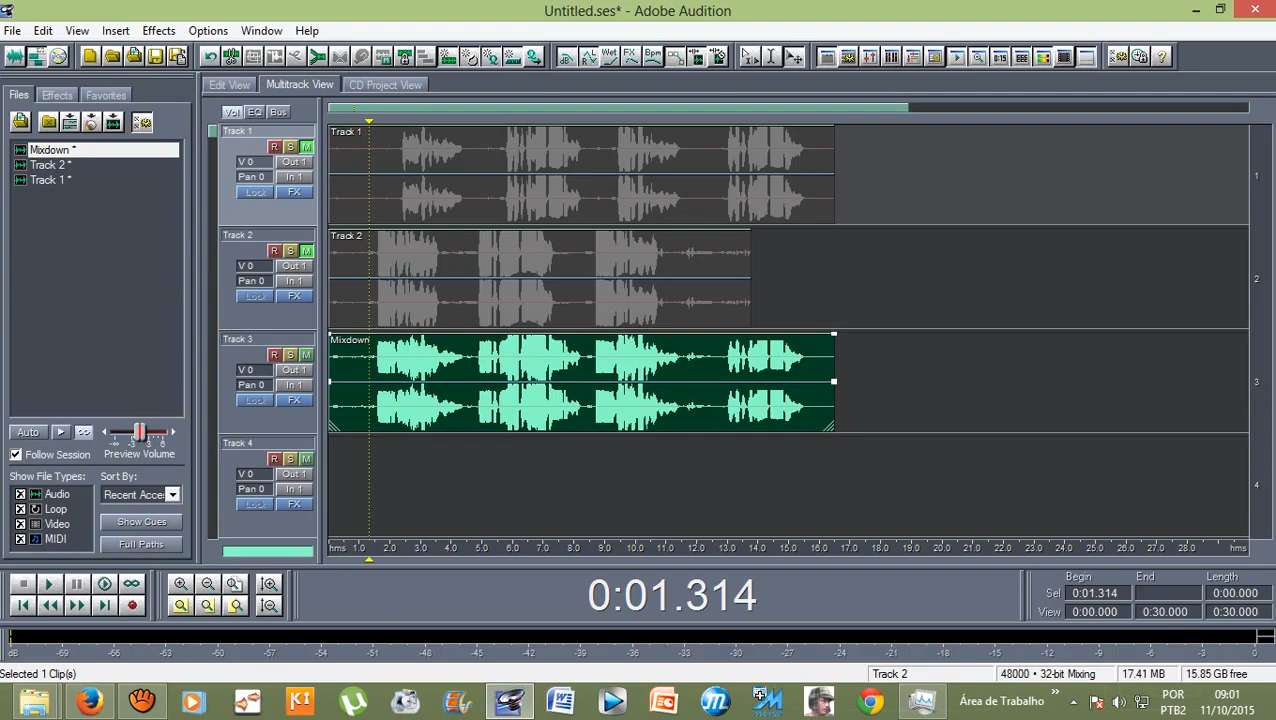 Untitled.ses* - Adobe Audition
File Edit View Insert Effects Options Window Help
Edit View Multitrack View CD Project View
Files Effects Favorites
Vol EQ Bus
Mixdown *
Track 2 *
Track 1 *
Track 1
R S M
V 0 Out 1
Pan 0 In 1
Lock FX
Track 1
1
Track 2
R S M
V 0 Out 1
Pan 0 In 1
Lock FX
Track 2
2
Track 3
R S M
V 0 Out 1
Pan 0 In 1
Lock FX
Mixdown
3
Track 4
R S M
V 0 Out 1
Pan 0 In 1
Lock FX
4
Auto
-∞ -3 3 6
Follow Session Preview Volume
Show File Types: Sort By:
Audio Recent Acce
Loop
Video Show Cues
MIDI Full Paths
hms 1.0 2.0 3.0 4.0 5.0 6.0 7.0 8.0 9.0 10.0 11.0 12.0 13.0 14.0 15.0 16.0 17.0 18.0 19.0 20.0 21.0 22.0 23.0 24.0 25.0 26.0 27.0 28.0 hms
0:01.314
Begin End Length
Sel 0:01.314 0:00.000
View 0:00.000 0:30.000 0:30.000
dB -69 -66 -63 -60 -57 -54 -51 -48 -45 -42 -39 -36 -33 -30 -27 -24 -21 -18 -15 -12 -9 -6 -3 0
Selected 1 Clip(s) Track 2 48000 • 32-bit Mixing 17.41 MB 15.85 GB free
Área de Trabalho
POR 09:01
PTB2 11/10/2015